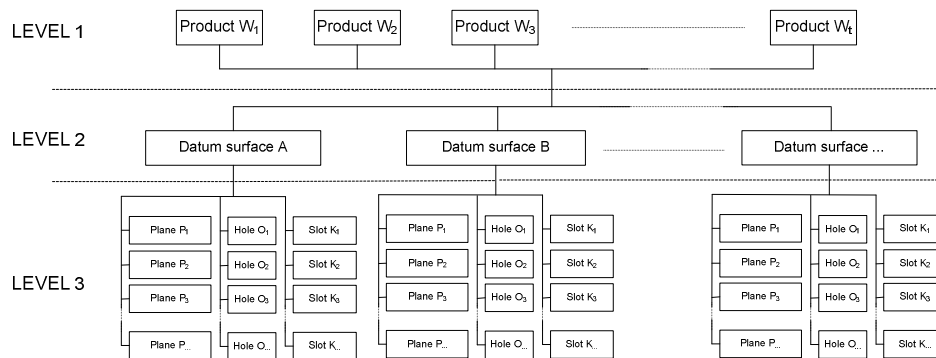 LEVEL 1
Product W₁ Product W₂ Product W₃ Product Wₜ
LEVEL 2
Datum surface A Datum surface B Datum surface ...
LEVEL 3
Plane P₁ Hole O₁ Slot K₁ Plane P₁ Hole O₁ Slot K₁ Plane P₁ Hole O₁ Slot K₁
Plane P₂ Hole O₂ Slot K₂ Plane P₂ Hole O₂ Slot K₂ Plane P₂ Hole O₂ Slot K₂
Plane P₃ Hole O₃ Slot K₃ Plane P₃ Hole O₃ Slot K₃ Plane P₃ Hole O₃ Slot K₃
Plane P... Hole O... Slot K... Plane P... Hole O... Slot K... Plane P... Hole O... Slot K...